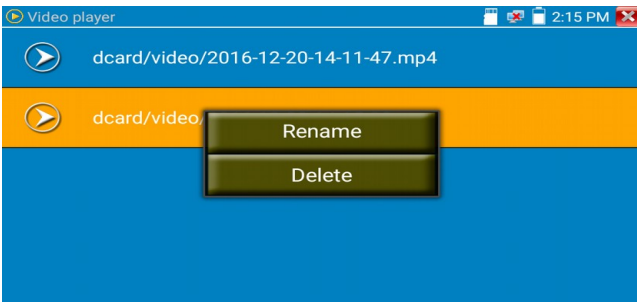 Video player 2:15 PM
dcard/video/2016-12-20-14-11-47.mp4
dcard/video/
Rename
Delete